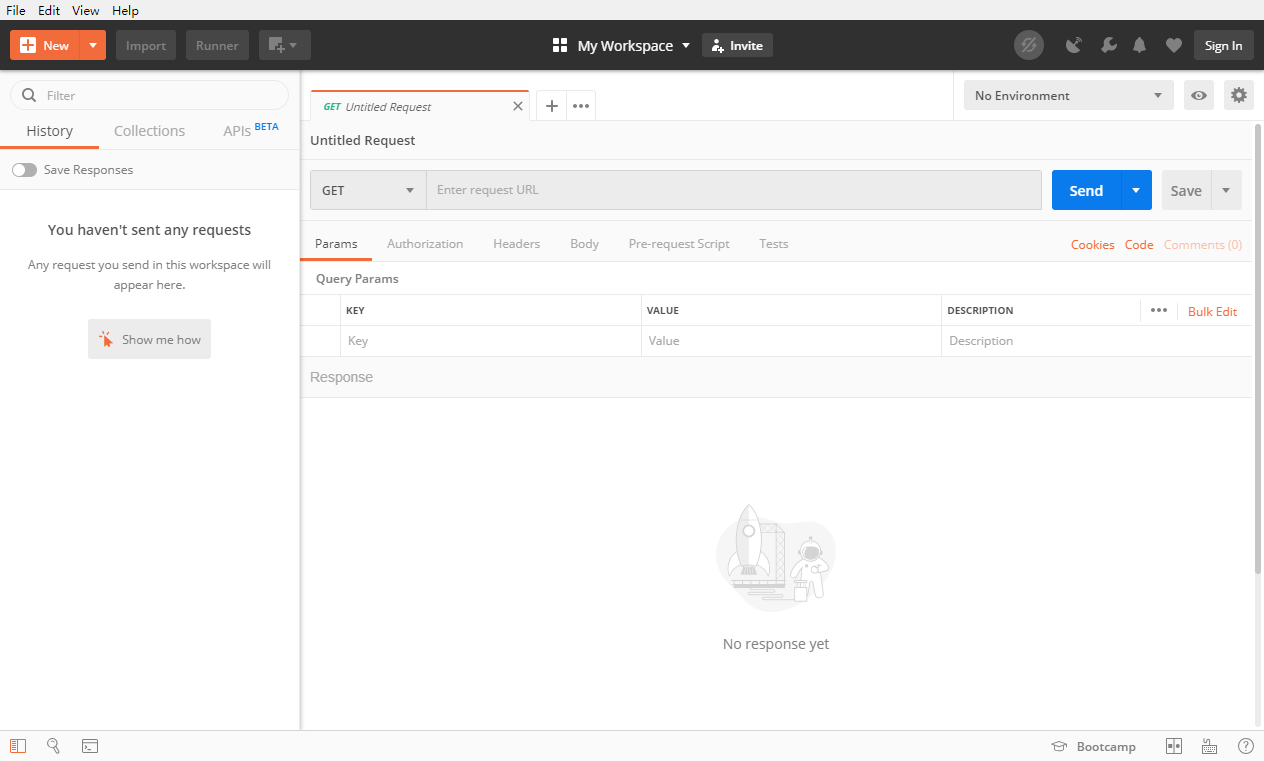 File Edit View Help
New Import Runner My Workspace Invite Sign In
Filter
History Collections APIs BETA
Save Responses
You haven't sent any requests
Any request you send in this workspace will
appear here.
Show me how
GET Untitled Request
No Environment
Untitled Request
GET Enter request URL Send Save
Params Authorization Headers Body Pre-request Script Tests Cookies Code Comments (0)
Query Params
KEY VALUE DESCRIPTION Bulk Edit
Key Value Description
Response
No response yet
Bootcamp